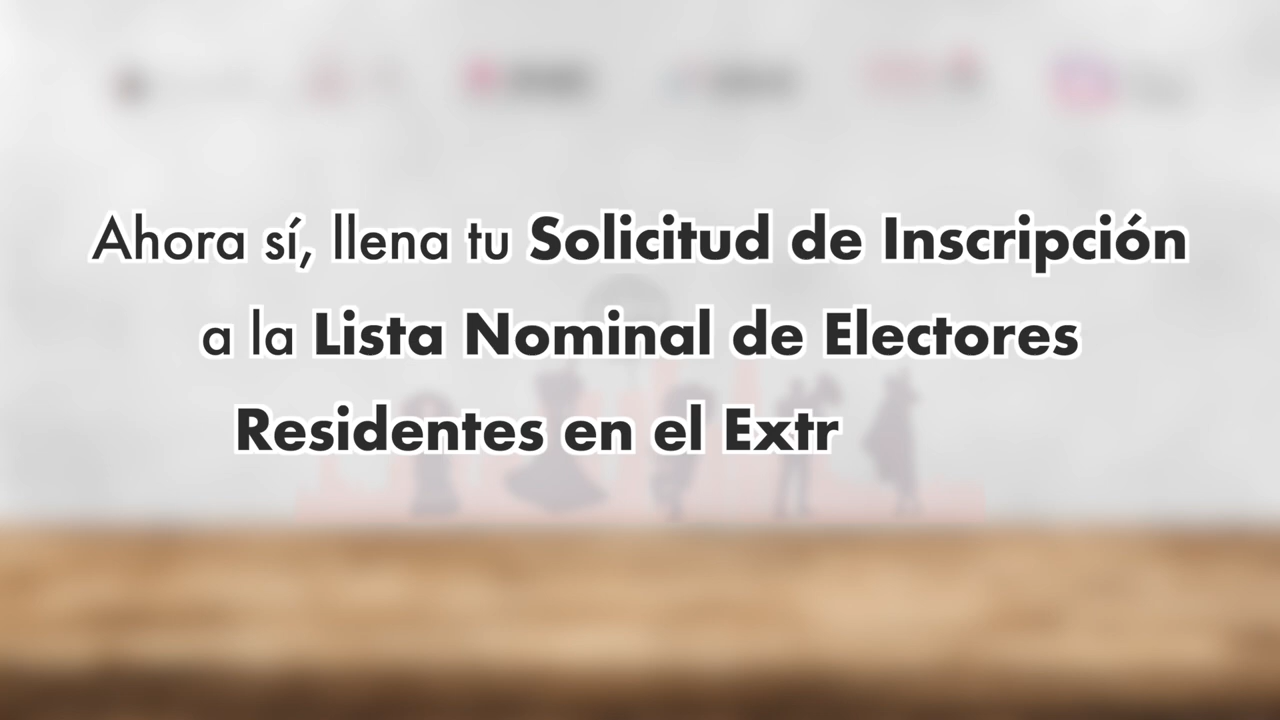 Ahora sí, llena tu Solicitud de Inscripción
a la Lista Nominal de Electores
Residentes en el Extr